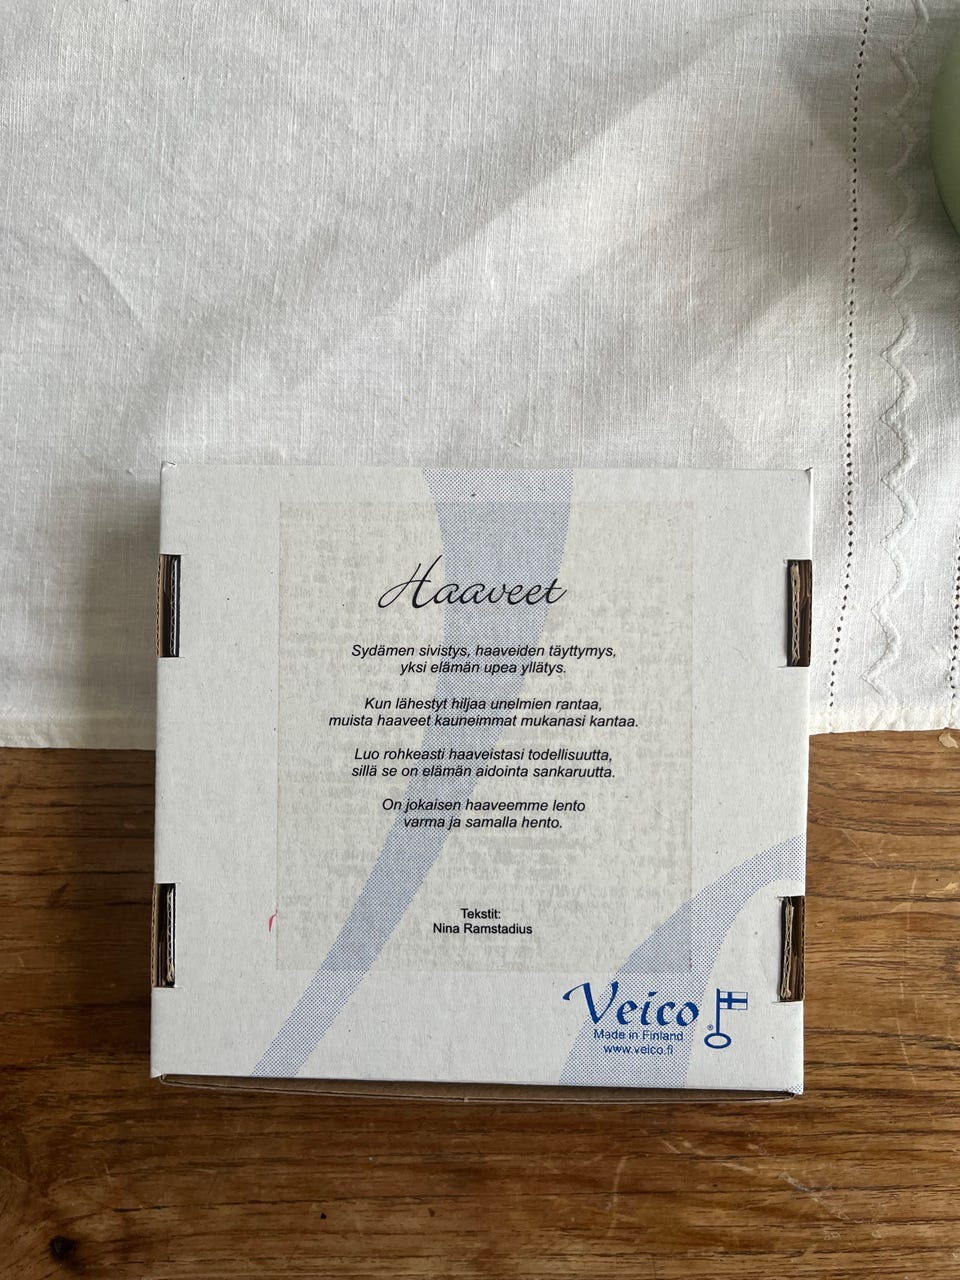 Haaveet
Sydämen sivistys, haaveiden täyttymys,
yksi elämän upea yllätys.
Kun lähestyt hiljaa unelmien rantaa,
muista haaveet kauneimmat mukanasi kantaa.
Luo rohkeasti haaveistasi todellisuutta,
sillä se on elämän aidointa sankaruutta.
On jokaisen haaveemme lento
varma ja samalla hento.
Tekstit:
Nina Ramstadius
Veico ®
Made in Finland
www.veico.fi